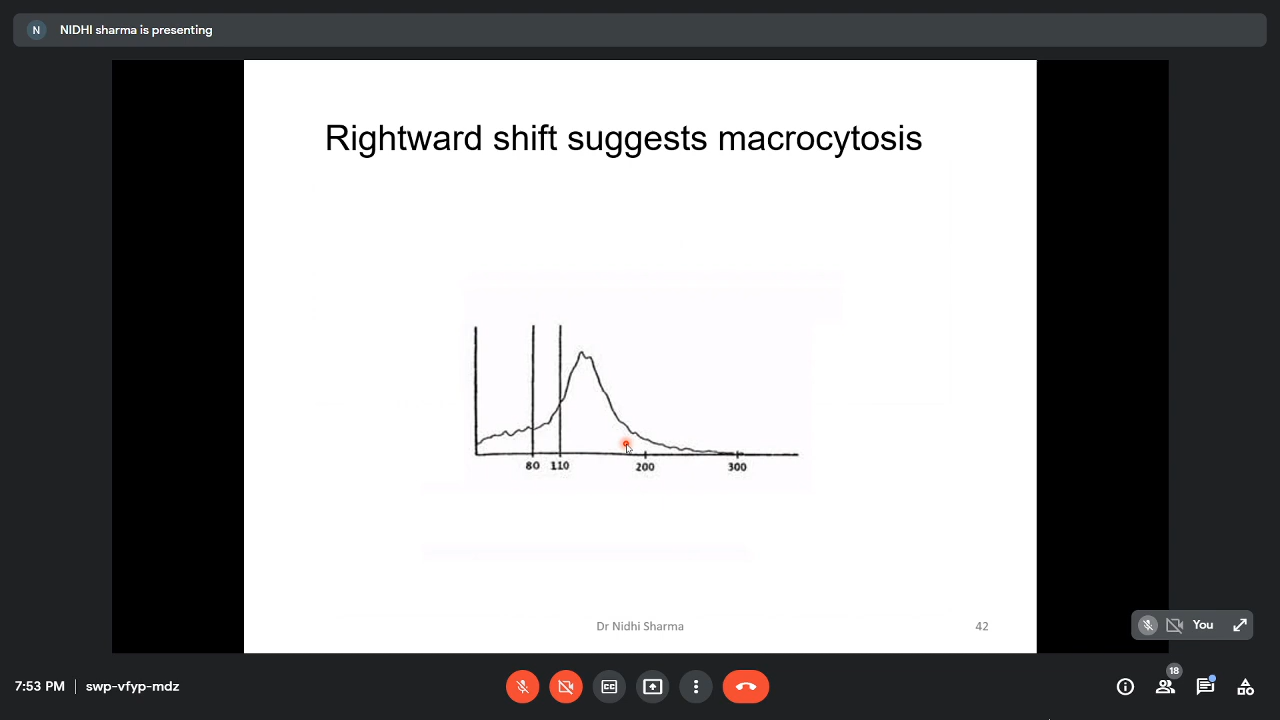 N NIDHI sharma is presenting
Rightward shift suggests macrocytosis
80 110 200 300
Dr Nidhi Sharma 42
You
18
7:53 PM | swp-vfyp-mdz CC